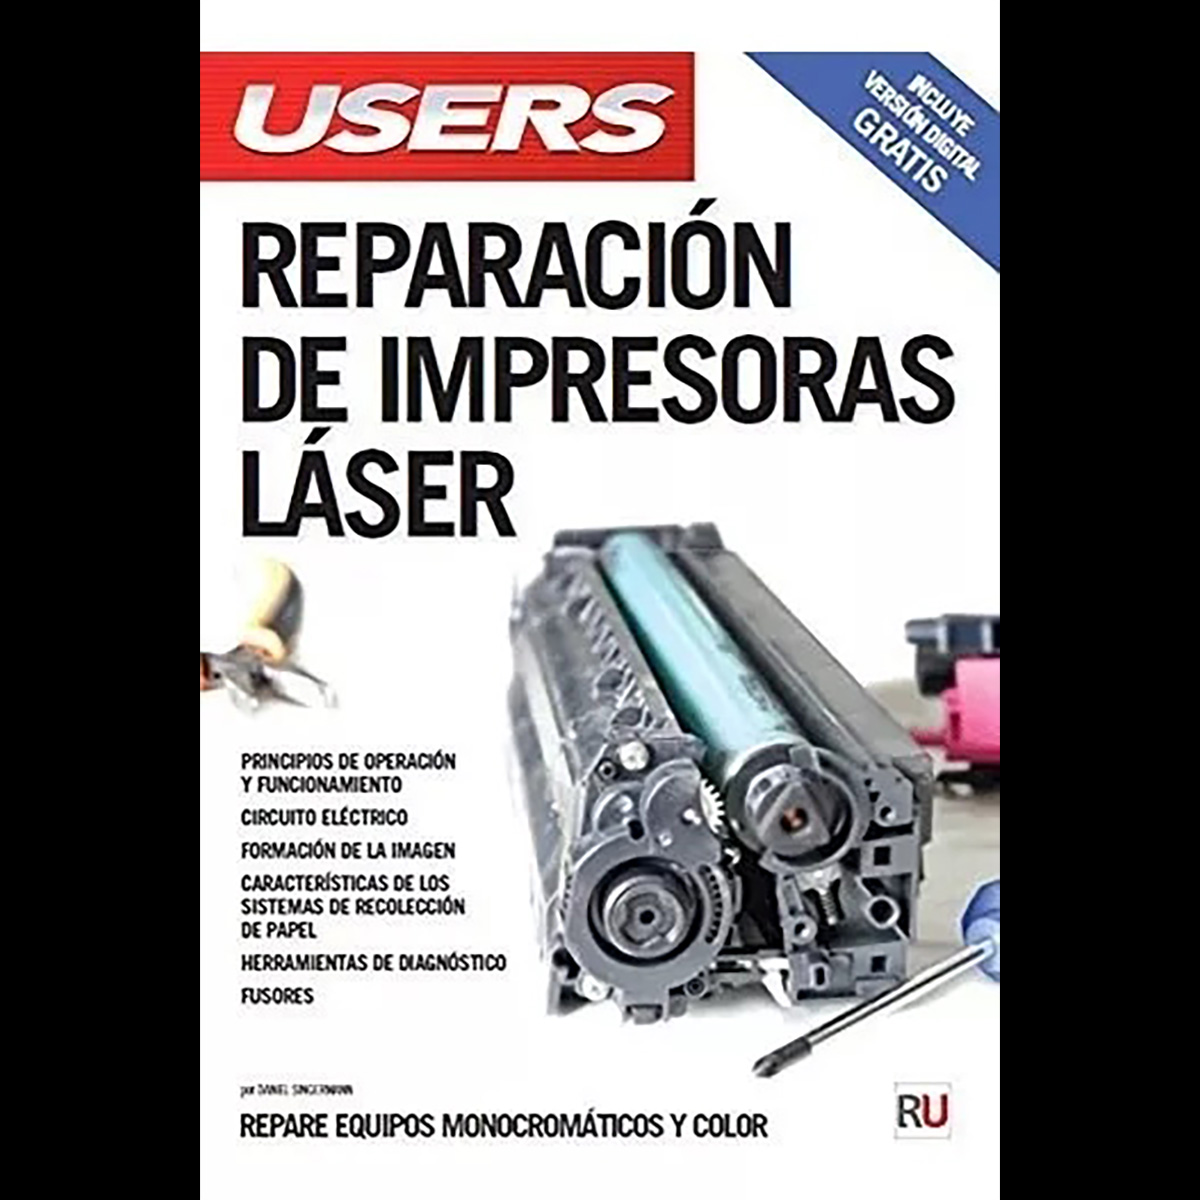 USERS
INCLUYE
VERSIÓN DIGITAL
GRATIS
REPARACIÓN
DE IMPRESORAS
LÁSER
PRINCIPIOS DE OPERACIÓN
Y FUNCIONAMIENTO
CIRCUITO ELÉCTRICO
FORMACIÓN DE LA IMAGEN
CARACTERÍSTICAS DE LOS
SISTEMAS DE RECOLECCIÓN
DE PAPEL
HERRAMIENTAS DE DIAGNÓSTICO
FUSORES
por DANIEL SINGERMANN
REPARE EQUIPOS MONOCROMÁTICOS Y COLOR
RU